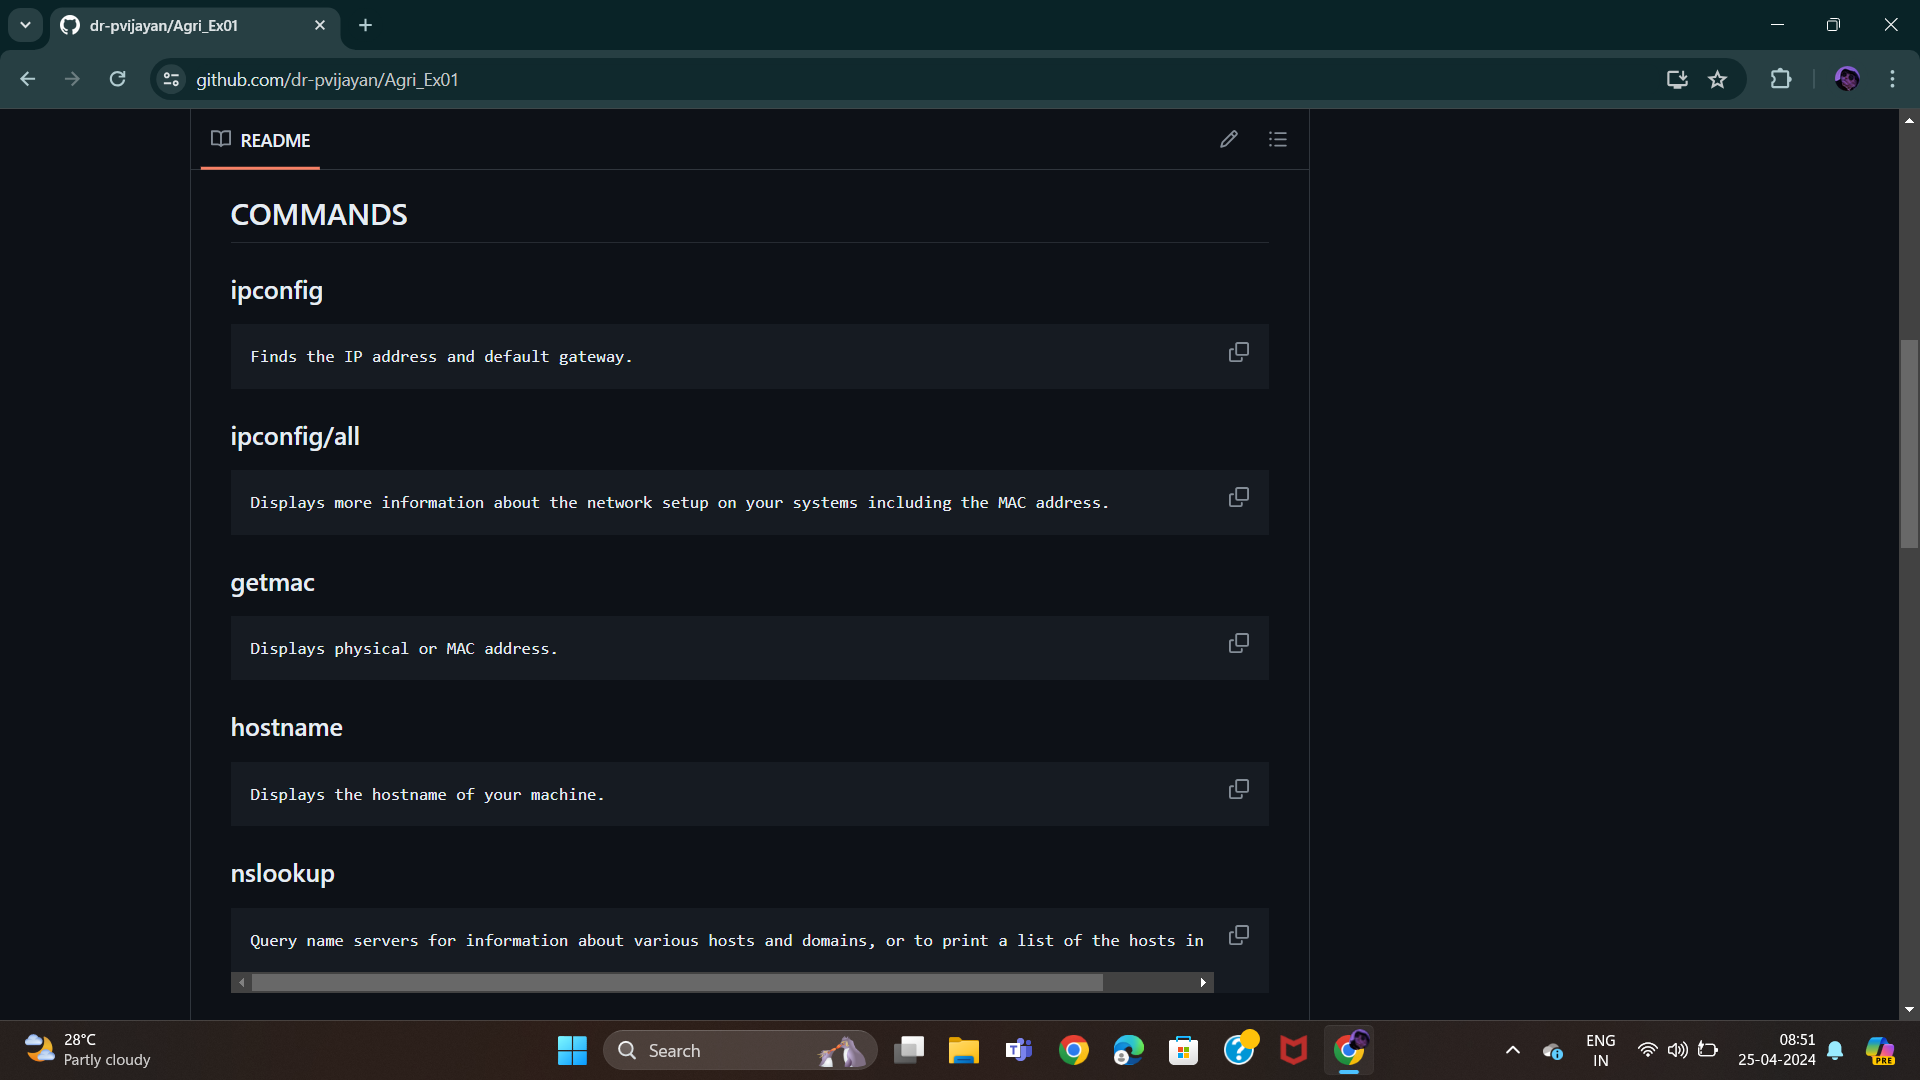 dr-pvijayan/Agri_Ex01
github.com/dr-pvijayan/Agri_Ex01
README
COMMANDS
ipconfig
Finds the IP address and default gateway.
ipconfig/all
Displays more information about the network setup on your systems including the MAC address.
getmac
Displays physical or MAC address.
hostname
Displays the hostname of your machine.
nslookup
Query name servers for information about various hosts and domains, or to print a list of the hosts in
28°C
Partly cloudy
Search
ENG
IN
08:51
25-04-2024
PRE